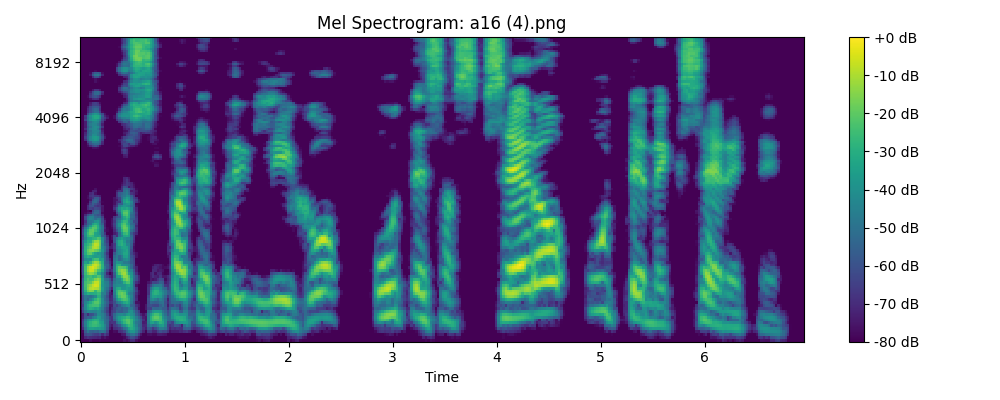 Mel Spectrogram: a16 (4).png
+0 dB
8192
-10 dB
4096
-20 dB
-30 dB
2048
Hz
-40 dB
1024
-50 dB
512
-60 dB
-70 dB
0
-80 dB
0 1 2 3 4 5 6
Time